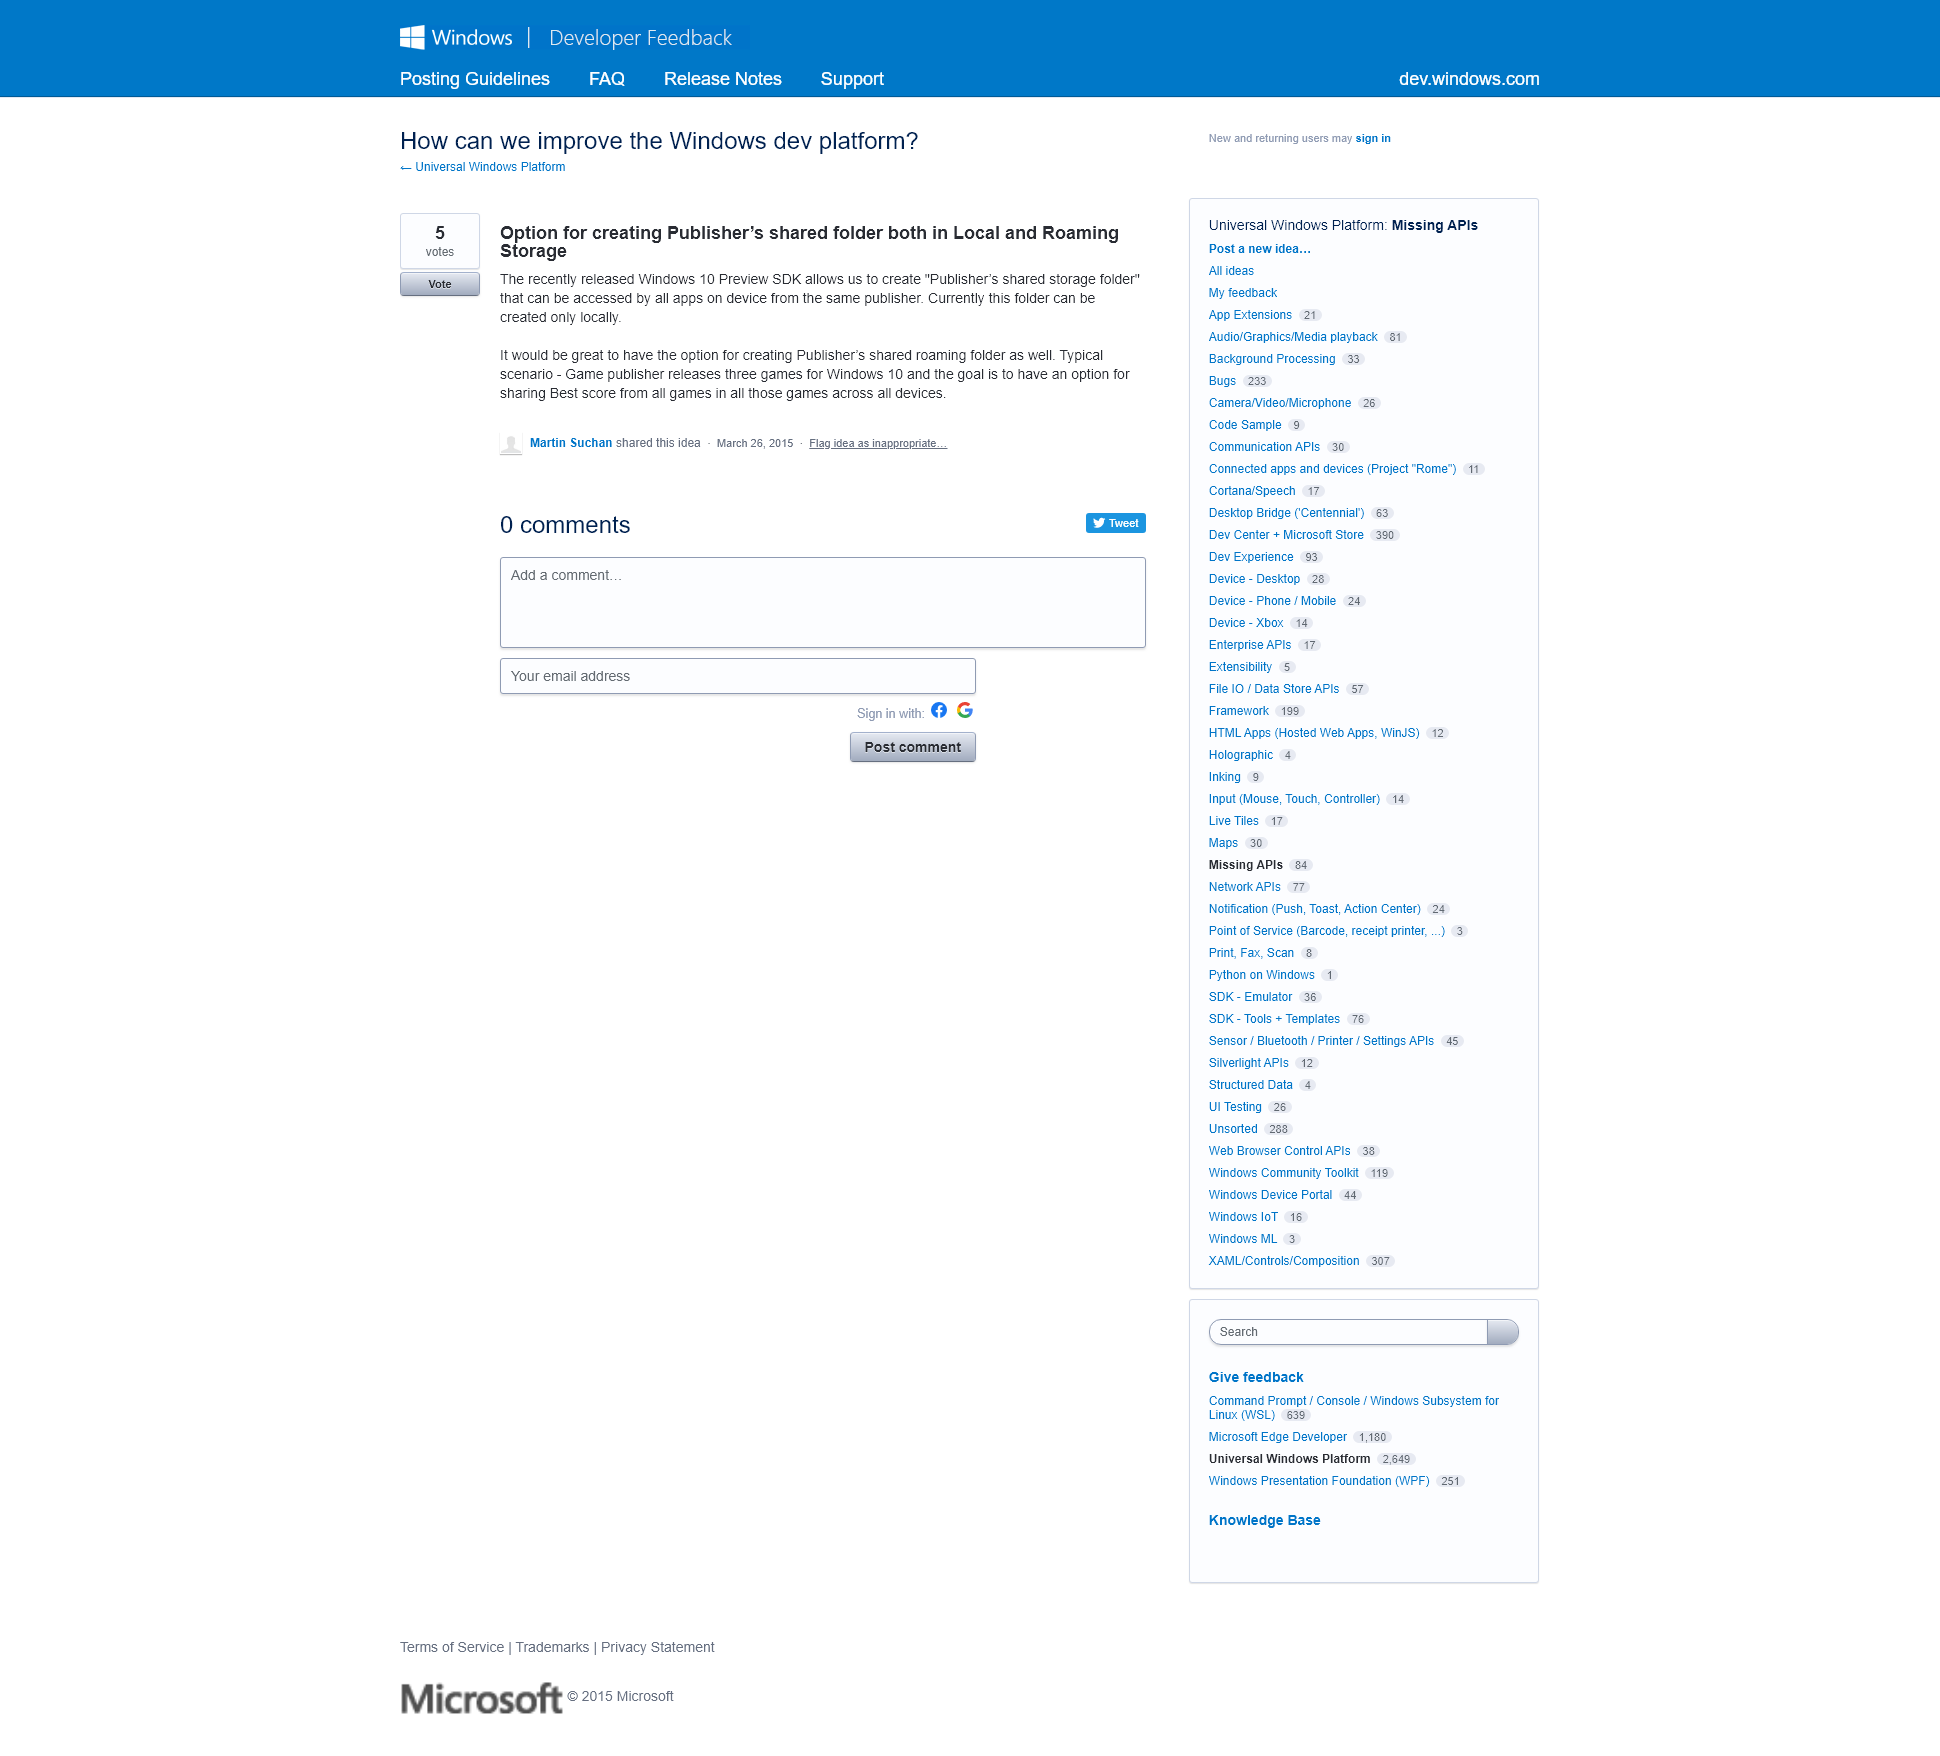 Windows | Developer Feedback
Posting Guidelines FAQ Release Notes Support dev.windows.com
How can we improve the Windows dev platform?
← Universal Windows Platform
New and returning users may sign in
5
votes
Vote
Option for creating Publisher’s shared folder both in Local and Roaming
Storage
The recently released Windows 10 Preview SDK allows us to create "Publisher’s shared storage folder"
that can be accessed by all apps on device from the same publisher. Currently this folder can be
created only locally.
It would be great to have the option for creating Publisher’s shared roaming folder as well. Typical
scenario - Game publisher releases three games for Windows 10 and the goal is to have an option for
sharing Best score from all games in all those games across all devices.
Martin Suchan shared this idea · March 26, 2015 · Flag idea as inappropriate…
0 comments
Tweet
Add a comment…
Your email address
Sign in with:
Post comment
Universal Windows Platform: Missing APIs
Post a new idea…
All ideas
My feedback
App Extensions 21
Audio/Graphics/Media playback 81
Background Processing 33
Bugs 233
Camera/Video/Microphone 26
Code Sample 9
Communication APIs 30
Connected apps and devices (Project "Rome") 11
Cortana/Speech 17
Desktop Bridge ('Centennial') 63
Dev Center + Microsoft Store 390
Dev Experience 93
Device - Desktop 28
Device - Phone / Mobile 24
Device - Xbox 14
Enterprise APIs 17
Extensibility 5
File IO / Data Store APIs 57
Framework 199
HTML Apps (Hosted Web Apps, WinJS) 12
Holographic 4
Inking 9
Input (Mouse, Touch, Controller) 14
Live Tiles 17
Maps 30
Missing APIs 84
Network APIs 77
Notification (Push, Toast, Action Center) 24
Point of Service (Barcode, receipt printer, ...) 3
Print, Fax, Scan 8
Python on Windows 1
SDK - Emulator 36
SDK - Tools + Templates 76
Sensor / Bluetooth / Printer / Settings APIs 45
Silverlight APIs 12
Structured Data 4
UI Testing 26
Unsorted 288
Web Browser Control APIs 38
Windows Community Toolkit 119
Windows Device Portal 44
Windows IoT 16
Windows ML 3
XAML/Controls/Composition 307
Search
Give feedback
Command Prompt / Console / Windows Subsystem for
Linux (WSL) 639
Microsoft Edge Developer 1,180
Universal Windows Platform 2,649
Windows Presentation Foundation (WPF) 251
Knowledge Base
Terms of Service | Trademarks | Privacy Statement
Microsoft © 2015 Microsoft